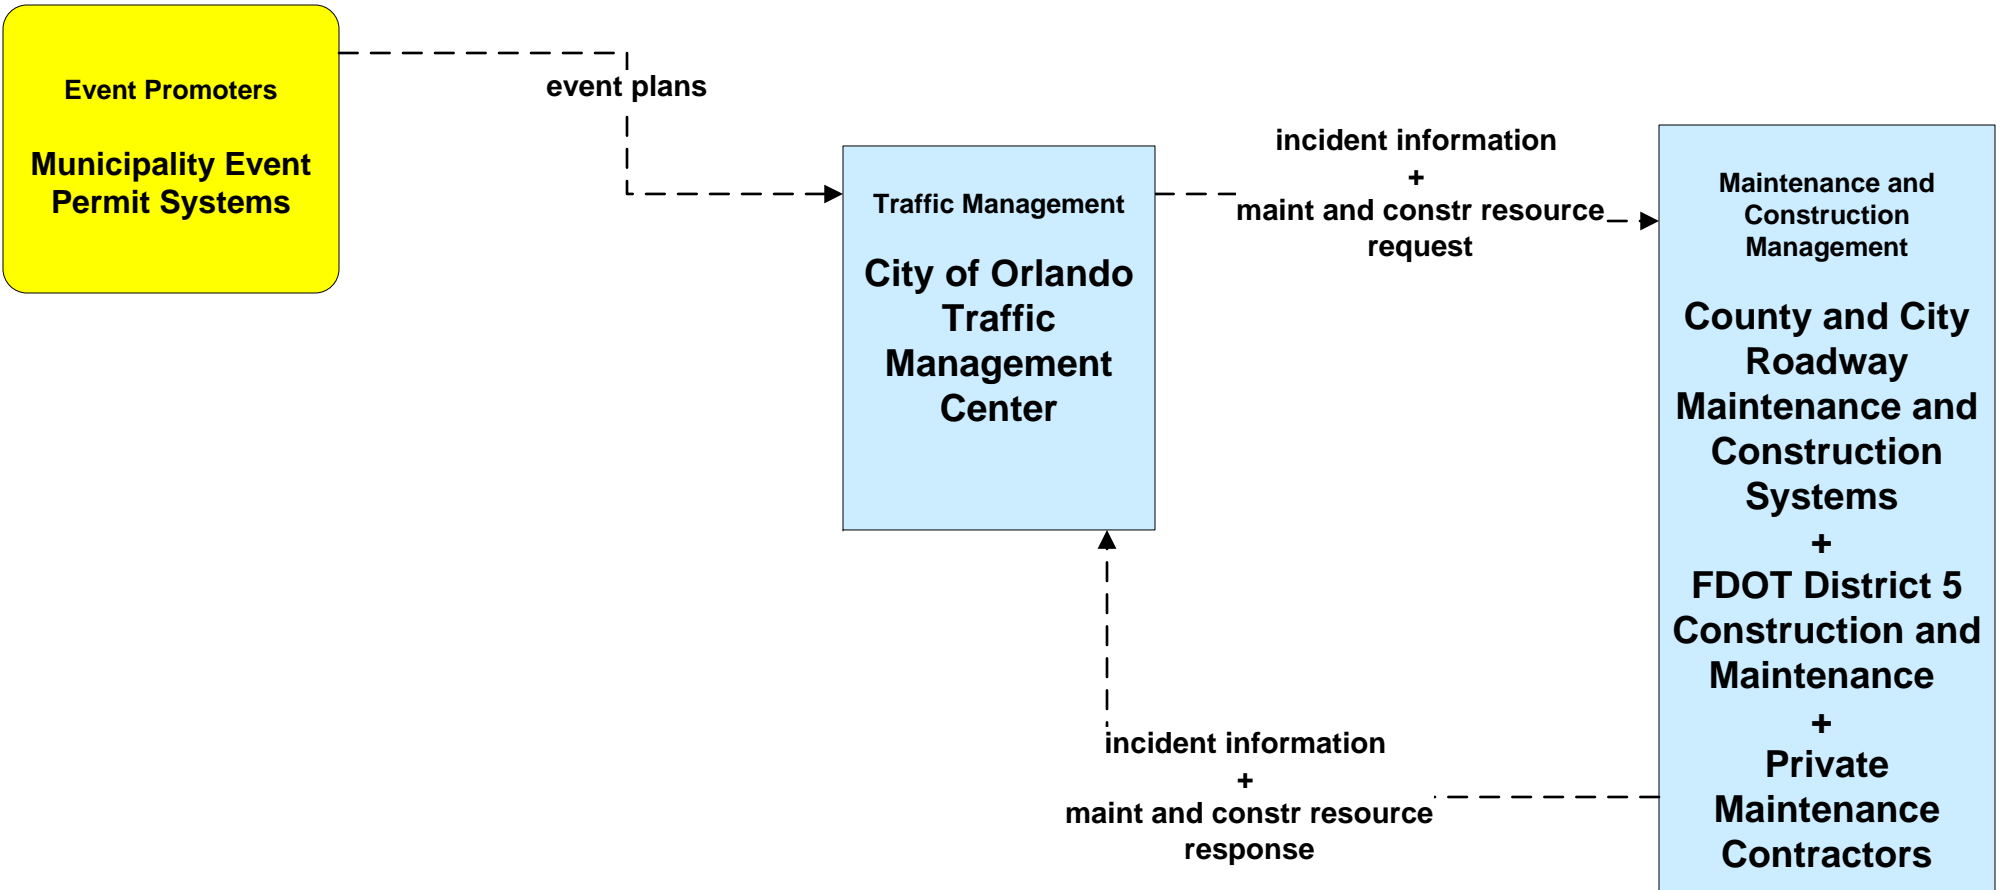 Event Promoters
Municipality Event
Permit Systems
event plans
Traffic Management
City of Orlando
Traffic
Management
Center
incident information
+
maint and constr resource
request
Maintenance and
Construction
Management
County and City
Roadway
Maintenance and
Construction
Systems
+
FDOT District 5
Construction and
Maintenance
+
Private
Maintenance
Contractors
incident information
+
maint and constr resource
response